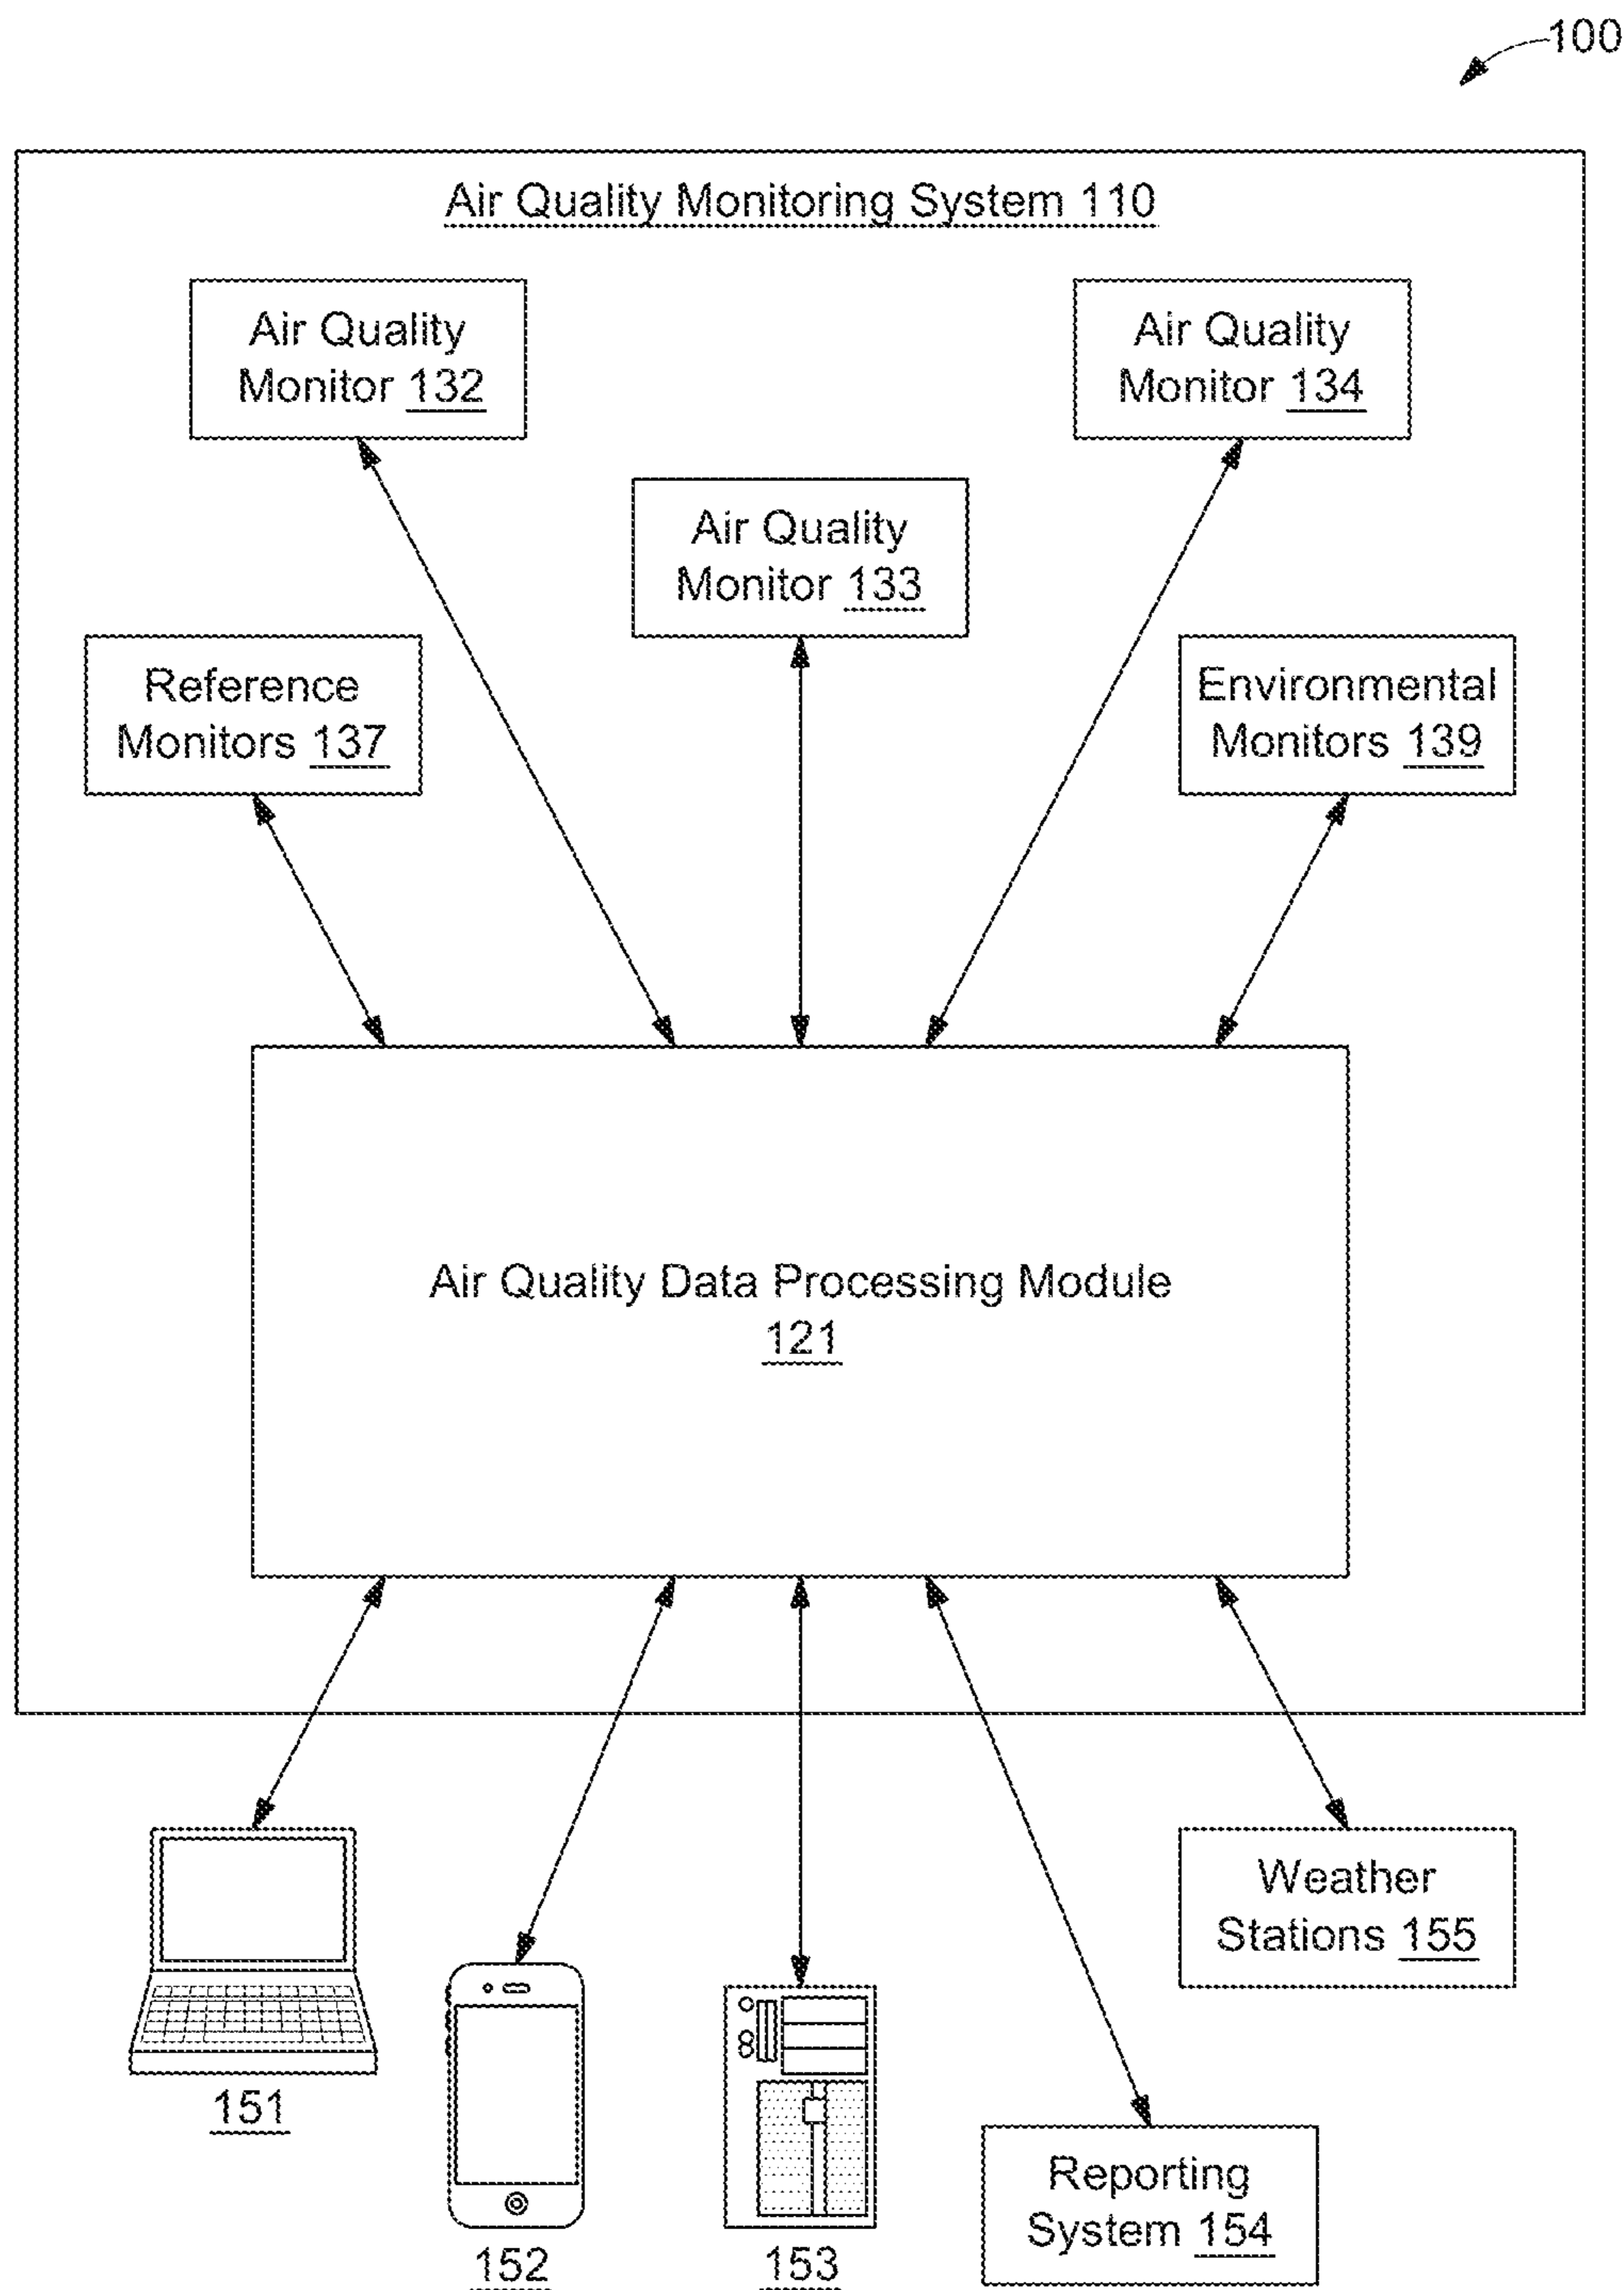 100
Air Quality Monitoring System 110
Air Quality
Monitor 132
Air Quality
Monitor 134
Air Quality
Monitor 133
Reference
Monitors 137
Environmental
Monitors 139
Air Quality Data Processing Module
121
Weather
Stations 155
151
Reporting
System 154
152
153